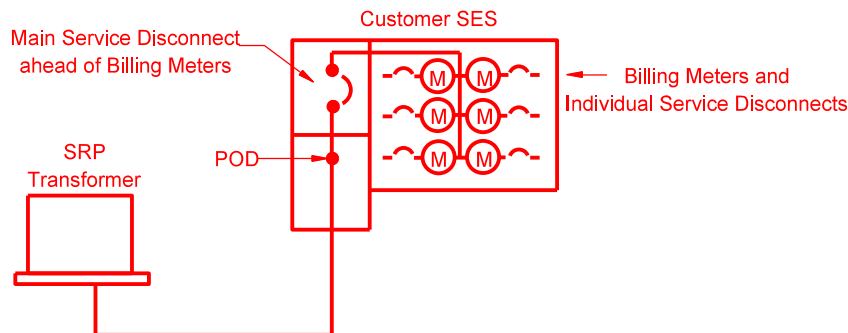 Customer SES
Main Service Disconnect
ahead of Billing Meters
M M
Billing Meters and
Individual Service Disconnects
M M
SRP
Transformer
POD
M M